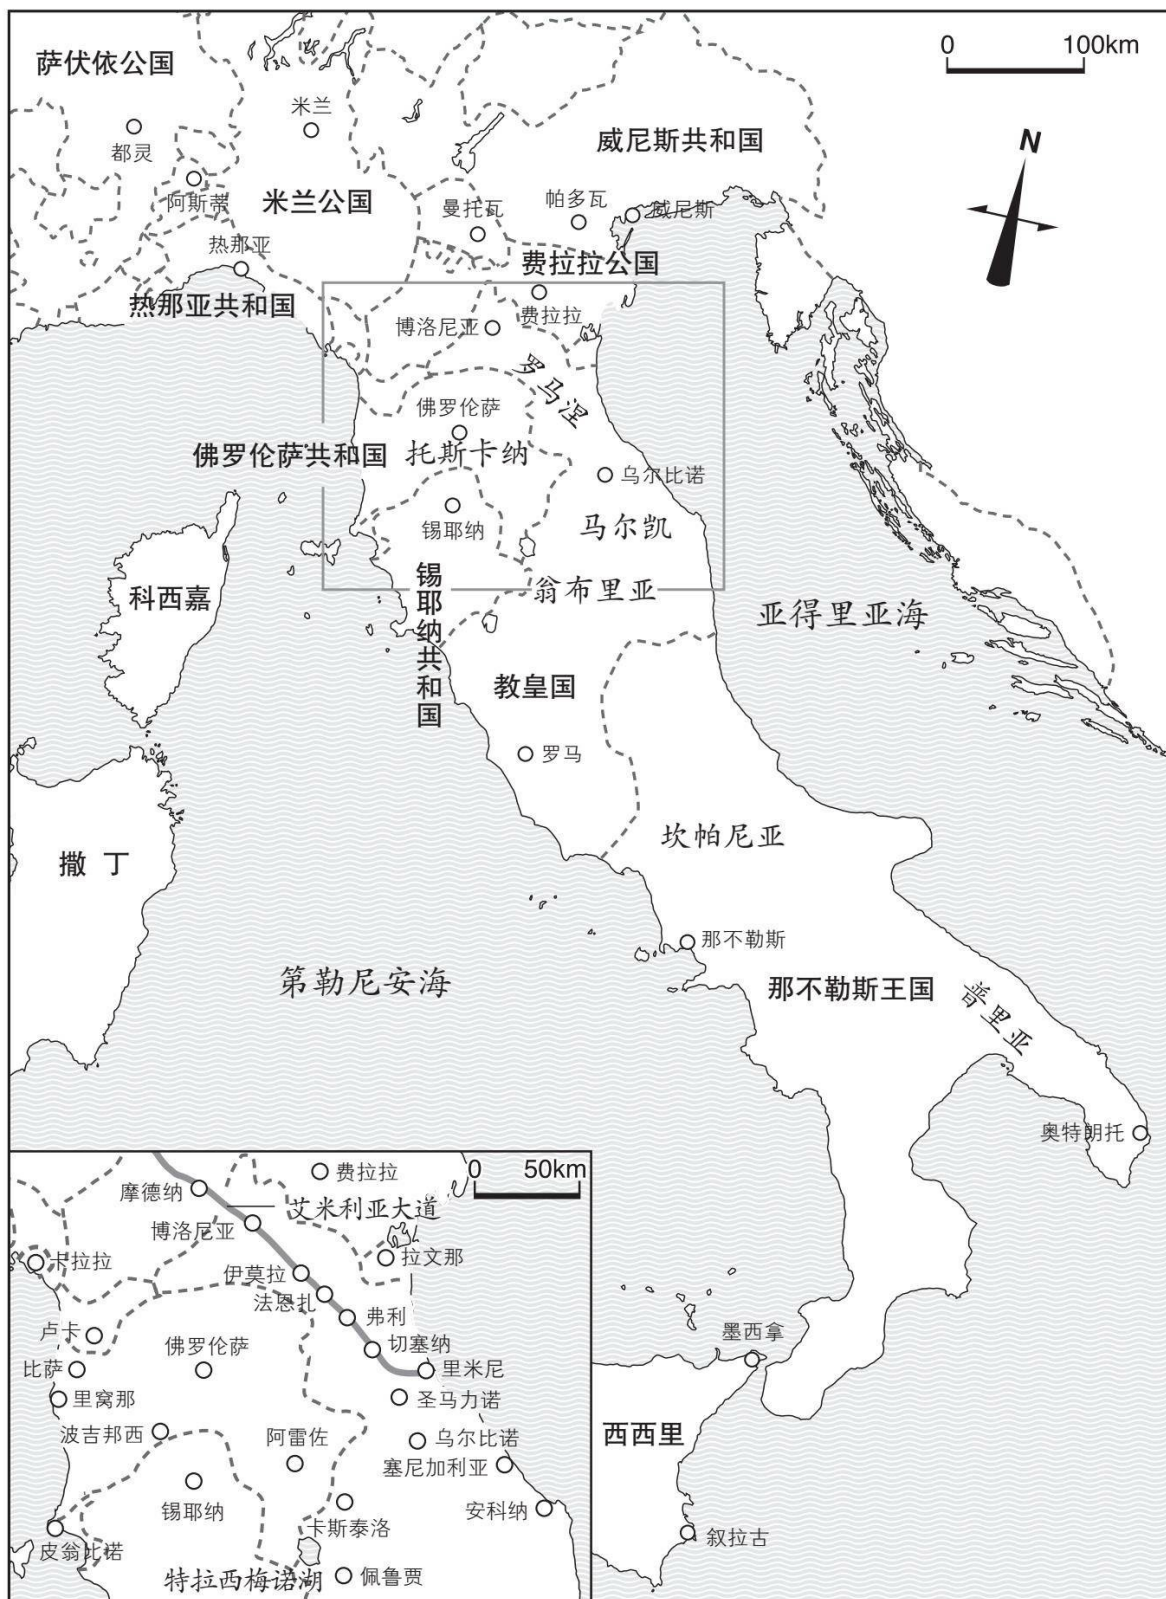 萨伏依公国
0 100km
米兰
都灵
威尼斯共和国
N
阿斯蒂
米兰公国
曼托瓦
帕多瓦
威尼斯
热那亚
费拉拉公国
热那亚共和国
费拉拉
博洛尼亚
罗马涅
佛罗伦萨
佛罗伦萨共和国
托斯卡纳
乌尔比诺
锡耶纳
马尔凯
科西嘉
锡耶纳共和国
翁布里亚
亚得里亚海
教皇国
罗马
坎帕尼亚
撒丁
那不勒斯
第勒尼安海
那不勒斯王国
普里亚
奥特朗托
费拉拉
0 50km
摩德纳
艾米利亚大道
博洛尼亚
卡拉拉
拉文那
伊莫拉
法恩扎
弗利
卢卡
佛罗伦萨
切塞纳
比萨
里米尼
里窝那
圣马力诺
波吉邦西
阿雷佐
乌尔比诺
塞尼加利亚
锡耶纳
卡斯泰洛
安科纳
皮翁比诺
特拉西梅诺湖
佩鲁贾
墨西拿
西西里
叙拉古